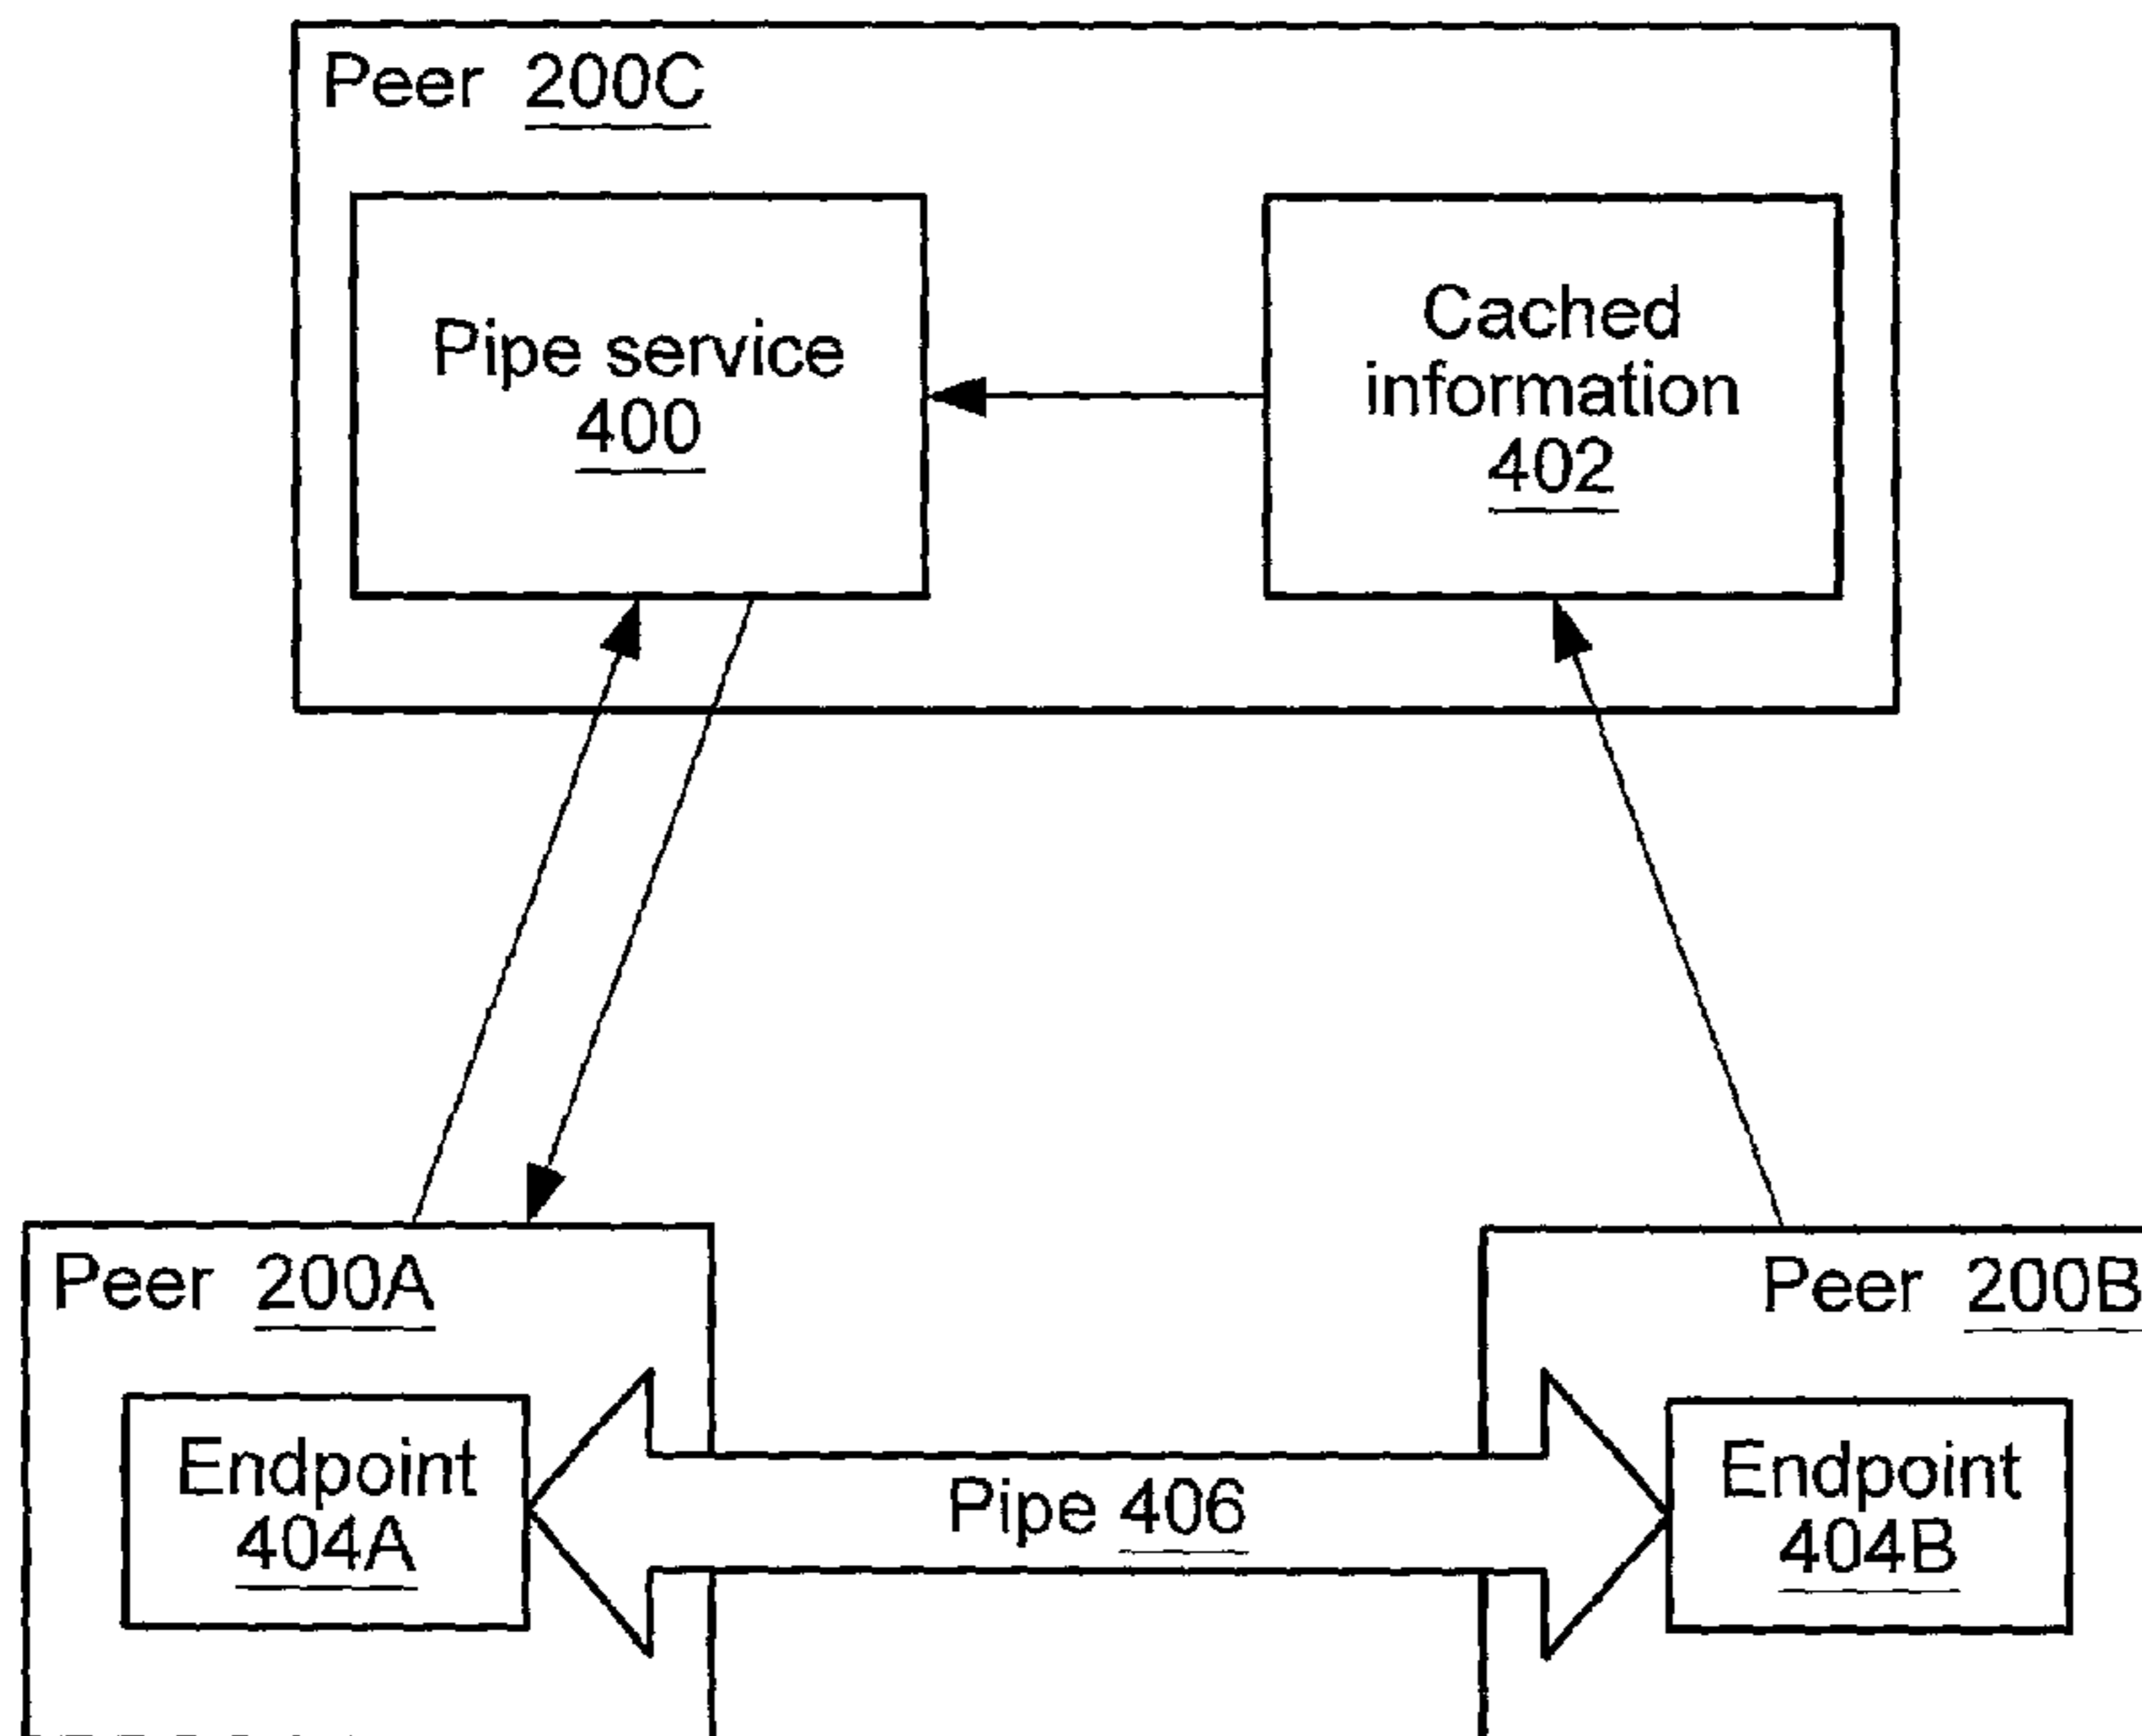 Peer 200C
Pipe service
400
Cached
information
402
Peer 200A
Peer 200B
Endpoint
404A
Pipe 406
Endpoint
404B